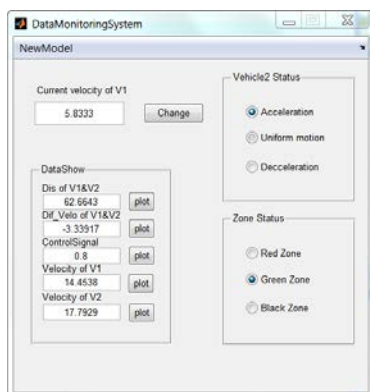 DataMonitoringSystem
NewModel
Current velocity of V1
5.8333
Change
DataShow
Dis of V1&V2
62.6643
plot
Dif_Velo of V1&V2
-3.33917
plot
ControlSignal
0.8
plot
Velocity of V1
14.4538
plot
Velocity of V2
17.7929
plot
Vehicle2 Status
Acceleration
Uniform motion
Decceleration
Zone Status
Red Zone
Green Zone
Black Zone